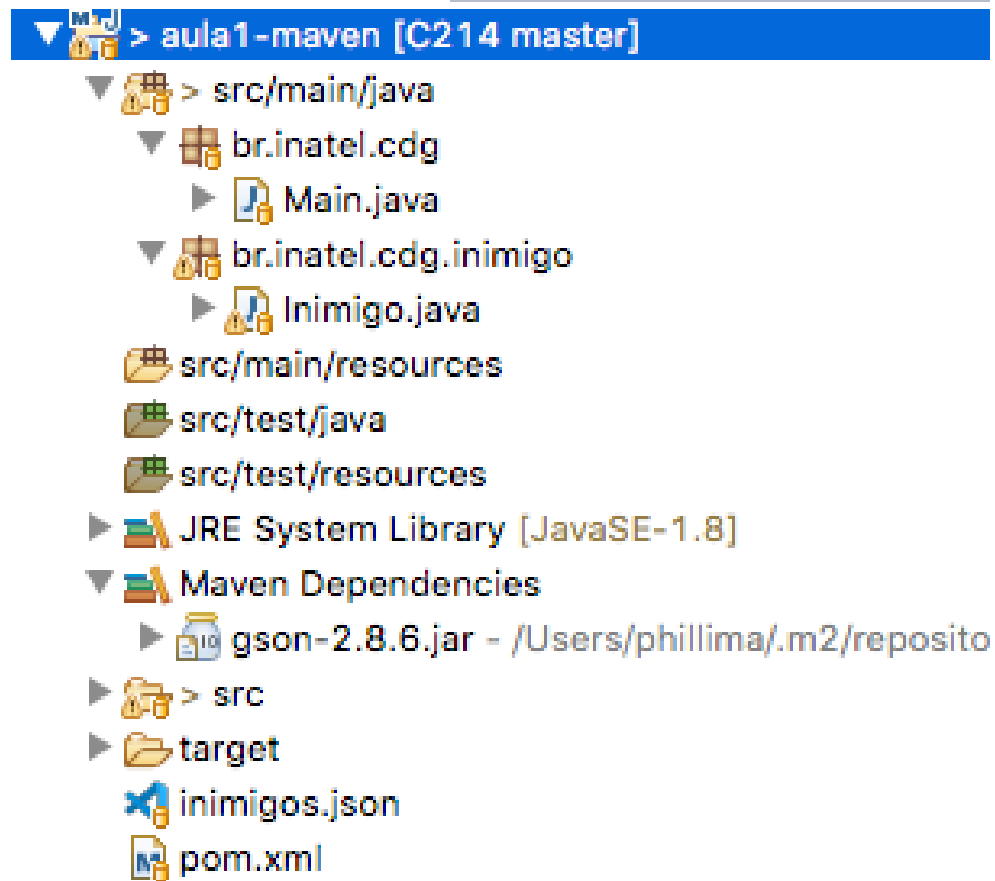 > aula1-maven [C214 master]
> src/main/java
br.inatel.cdg
Main.java
br.inatel.cdg.inimigo
Inimigo.java
src/main/resources
src/test/java
src/test/resources
JRE System Library [JavaSE-1.8]
Maven Dependencies
gson-2.8.6.jar - /Users/phillima/.m2/reposito
> src
target
inimigos.json
pom.xml